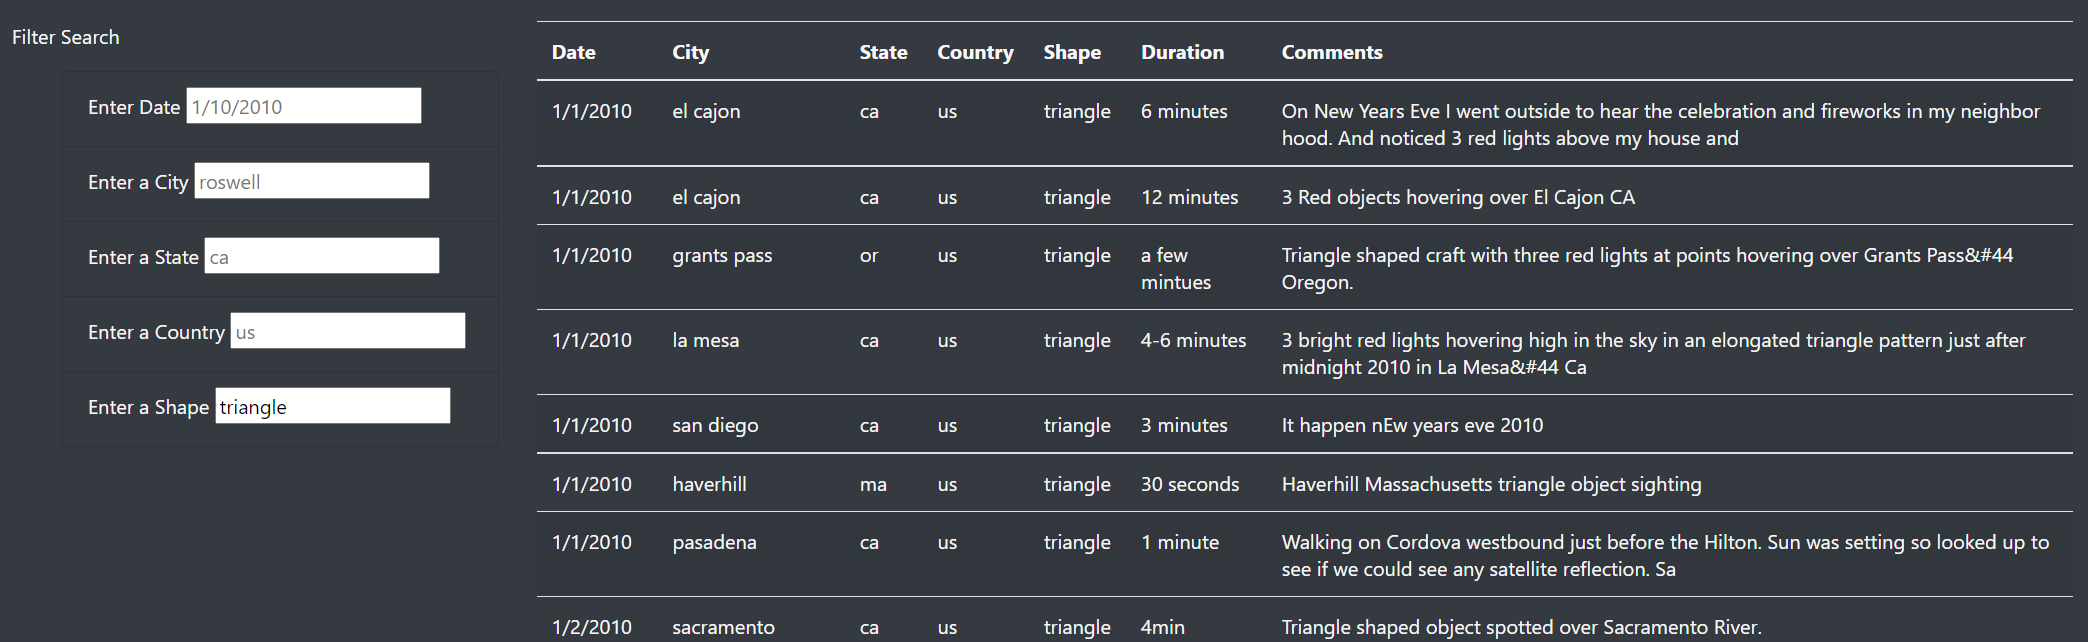 Filter Search
Enter Date 1/10/2010
Enter a City roswell
Enter a State ca
Enter a Country us
Enter a Shape triangle
Date City State Country Shape Duration Comments
1/1/2010 el cajon ca us triangle 6 minutes On New Years Eve I went outside to hear the celebration and fireworks in my neighbor
hood. And noticed 3 red lights above my house and
1/1/2010 el cajon ca us triangle 12 minutes 3 Red objects hovering over El Cajon CA
1/1/2010 grants pass or us triangle a few Triangle shaped craft with three red lights at points hovering over Grants Pass&#44
mintues Oregon.
1/1/2010 la mesa ca us triangle 4-6 minutes 3 bright red lights hovering high in the sky in an elongated triangle pattern just after
midnight 2010 in La Mesa&#44 Ca
1/1/2010 san diego ca us triangle 3 minutes It happen nEw years eve 2010
1/1/2010 haverhill ma us triangle 30 seconds Haverhill Massachusetts triangle object sighting
1/1/2010 pasadena ca us triangle 1 minute Walking on Cordova westbound just before the Hilton. Sun was setting so looked up to
see if we could see any satellite reflection. Sa
1/2/2010 sacramento ca us triangle 4min Triangle shaped object spotted over Sacramento River.